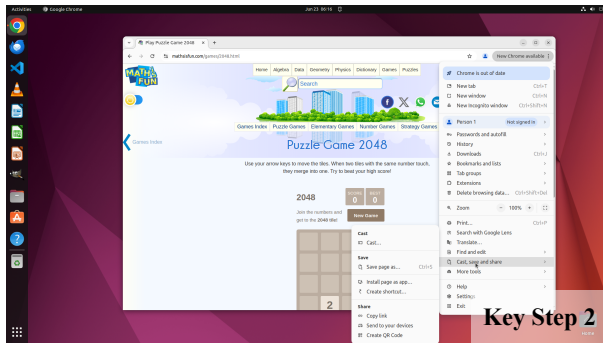 Activities
Google Chrome
Jan 23 06:16
Play Puzzle Game 2048
mathsisfun.com/games/2048.html
New Chrome available
MATHS
FUN
Home Algebra Data Geometry Physics Dictionary Games Puzzles
Search
Games Index Puzzle Games Elementary Games Number Games Strategy Games
Games Index
Puzzle Game 2048
Use your arrow keys to move the tiles. When two tiles with the same number touch,
they merge into one. Try to beat your high score!
2048
SCORE
0
BEST
0
Join the numbers and
get to the 2048 tile!
New Game
2
Chrome is out of date
New tab Ctrl+T
New window Ctrl+N
New Incognito window Ctrl+Shift+N
Person 1 Not signed in
Passwords and autofill
History
Downloads Ctrl+J
Bookmarks and lists
Tab groups
Extensions
Delete browsing data... Ctrl+Shift+Del
Zoom 100%
Print... Ctrl+P
Search with Google Lens
Translate...
Find and edit
Cast, save and share
More tools
Help
Settings
Exit
Cast
Cast...
Save
Save page as... Ctrl+S
Install page as app...
Create shortcut...
Share
Copy link
Send to your devices
Create QR Code
Key Step 2
Home